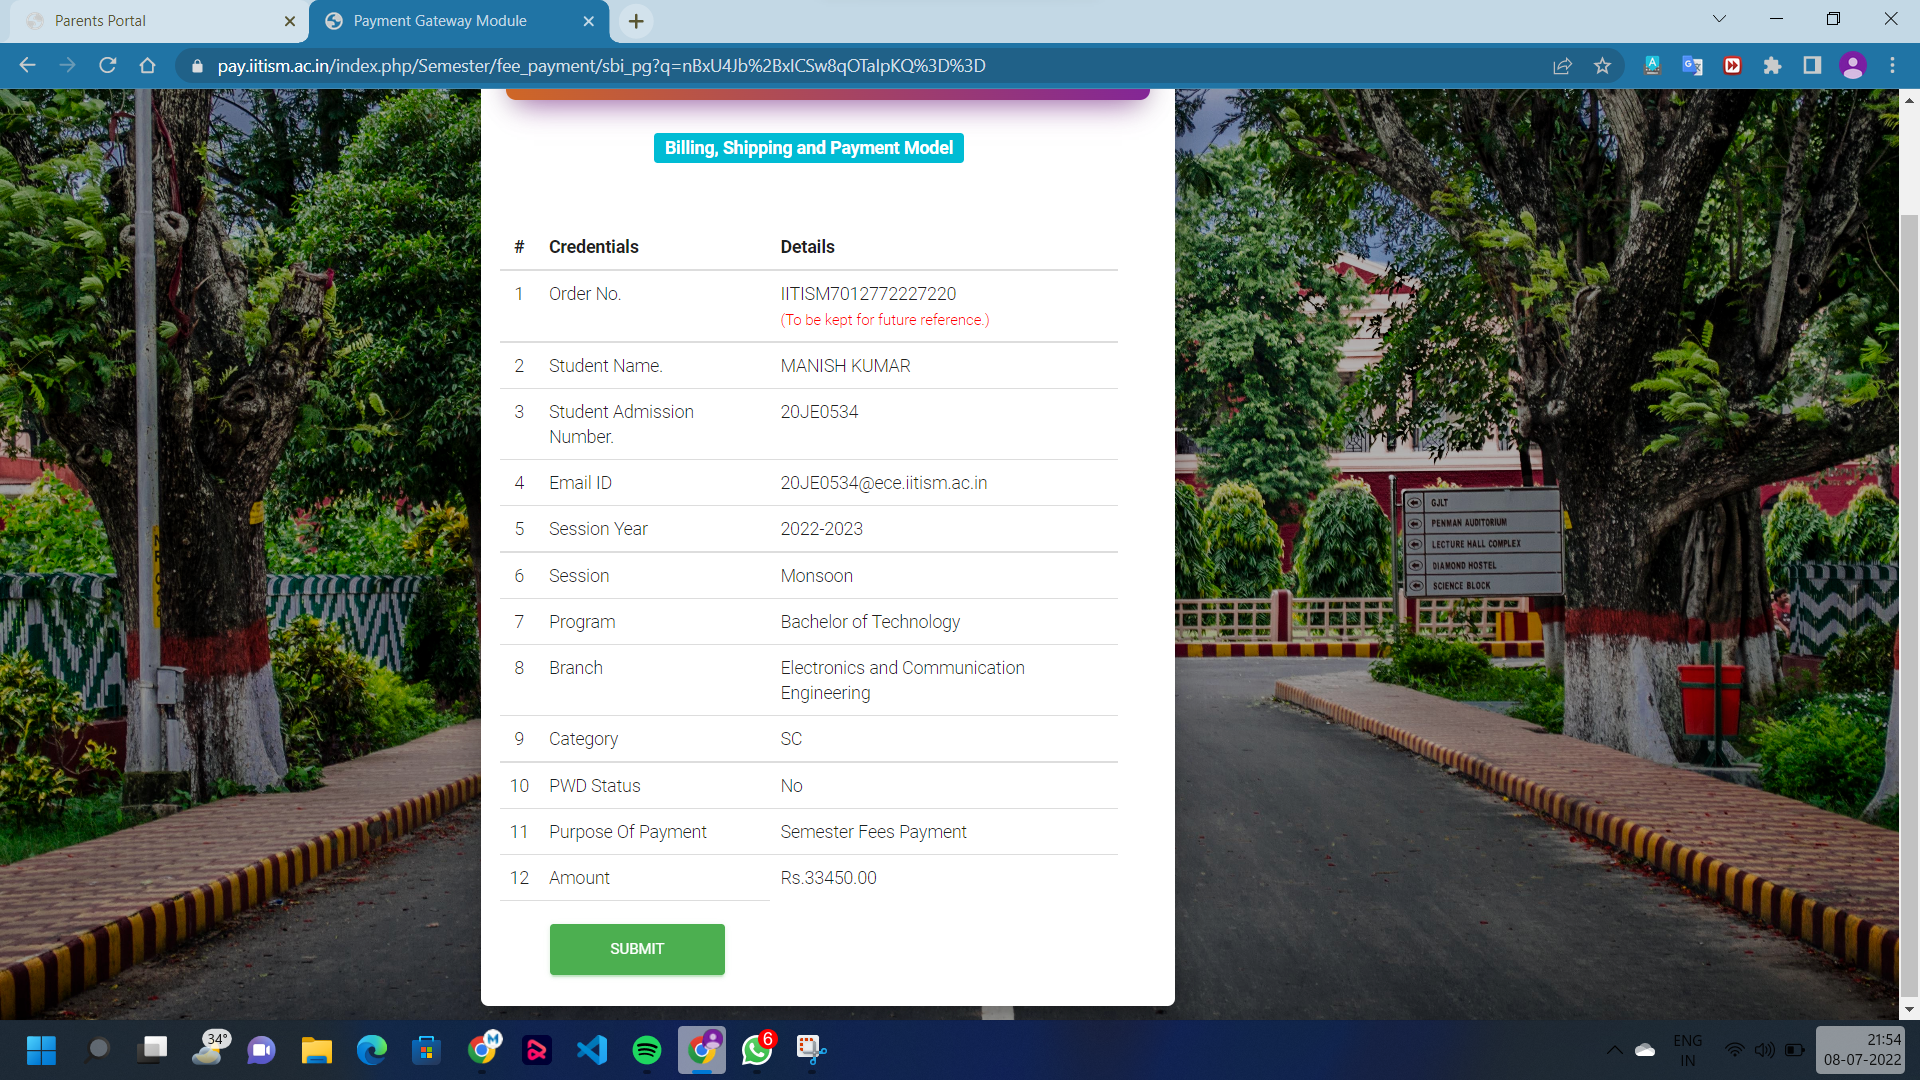 Parents Portal
Payment Gateway Module
pay.iitism.ac.in/index.php/Semester/fee_payment/sbi_pg?q=nBxU4Jb%2BxICSw8qOTaIpKQ%3D%3D
Billing, Shipping and Payment Model
# Credentials Details
1 Order No. IITISM7012772227220
(To be kept for future reference.)
2 Student Name. MANISH KUMAR
3 Student Admission 20JE0534
Number.
4 Email ID 20JE0534@ece.iitism.ac.in
5 Session Year 2022-2023
6 Session Monsoon
7 Program Bachelor of Technology
8 Branch Electronics and Communication
Engineering
9 Category SC
10 PWD Status No
11 Purpose Of Payment Semester Fees Payment
12 Amount Rs.33450.00
SUBMIT
GJLT
PENMAN AUDITORIUM
LECTURE HALL COMPLEX
DIAMOND HOSTEL
SCIENCE BLOCK
34°
6
ENG
IN
21:54
08-07-2022